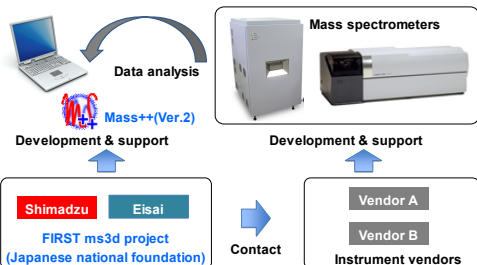 Mass spectrometers
Data analysis
Mass++(Ver.2)
Development & support
Development & support
Shimadzu
Eisai
FIRST ms3d project
(Japanese national foundation)
Contact
Vendor A
Vendor B
Instrument vendors